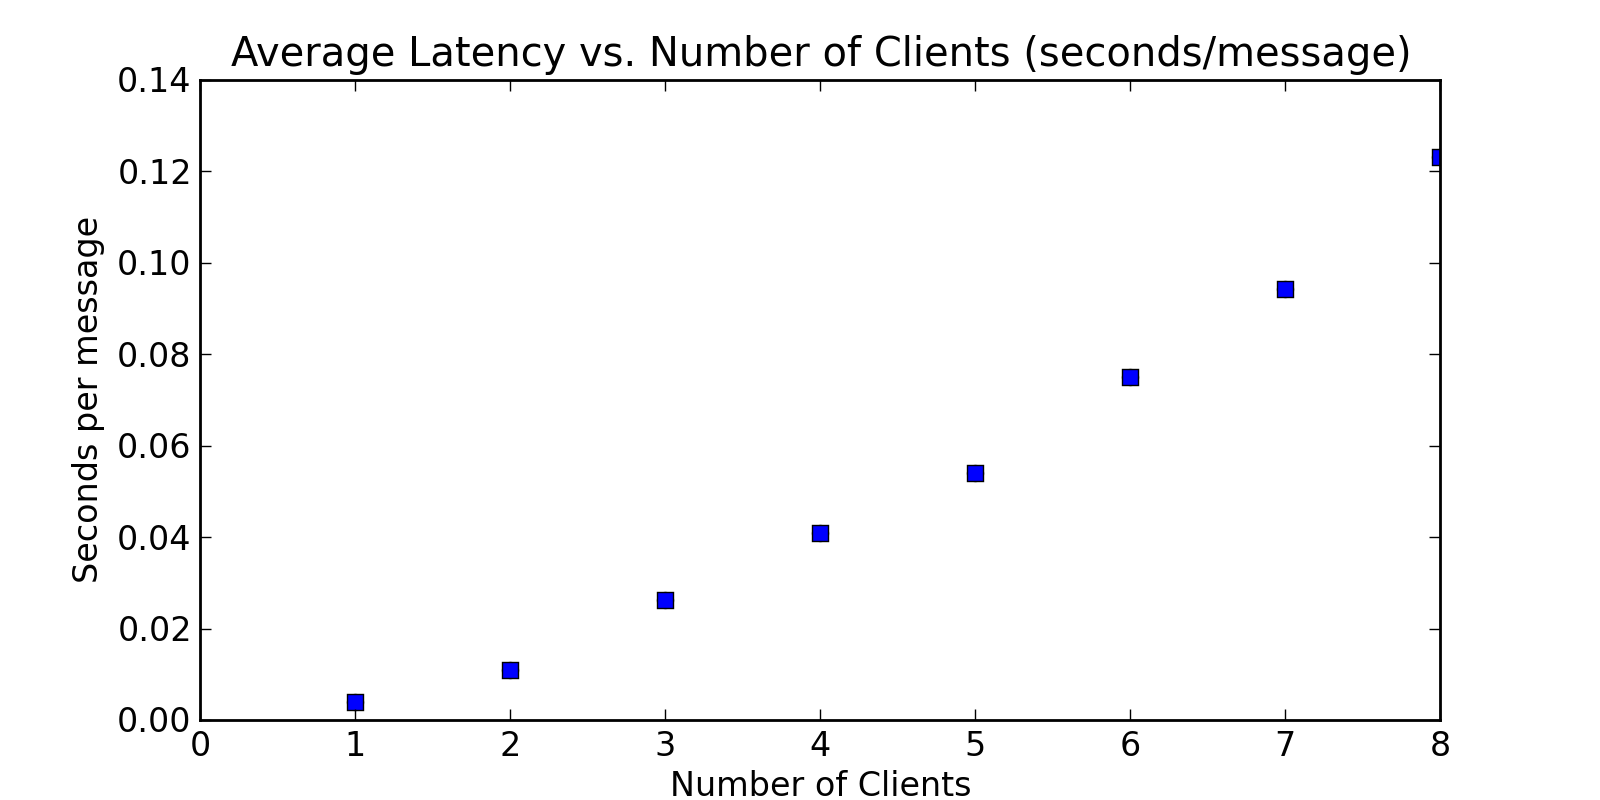 Average Latency vs. Number of Clients (seconds/message)
0.14
0.12
0.10
0.08
0.06
0.04
0.02
0.00
Seconds per message
0 1 2 3 4 5 6 7 8
Number of Clients